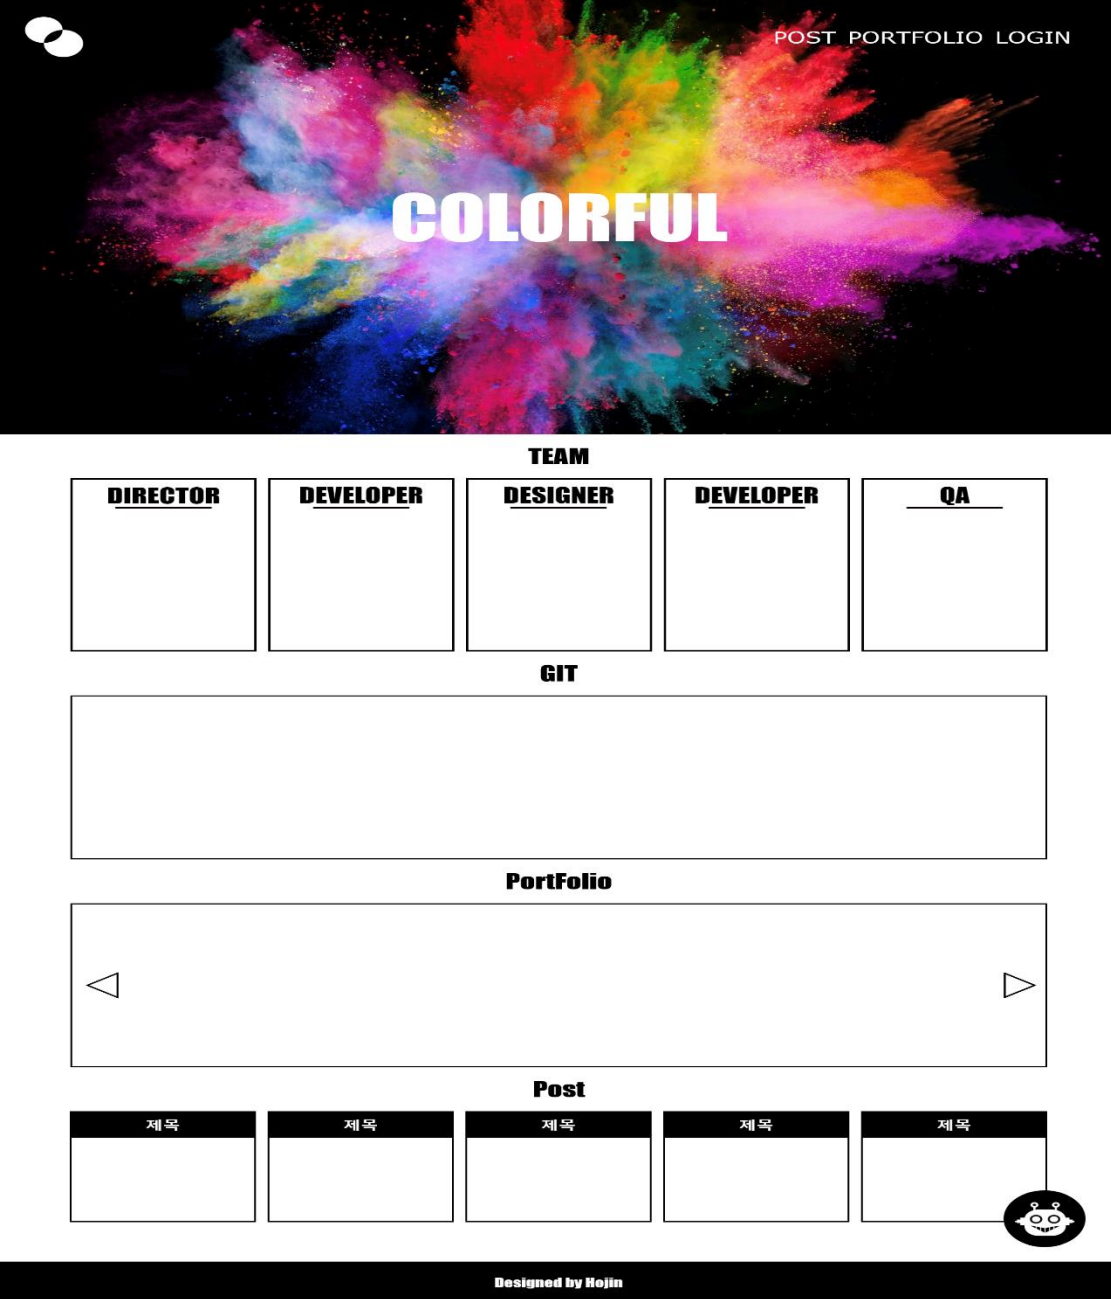 POST PORTFOLIO LOGIN
COLORFUL
TEAM
DIRECTOR DEVELOPER DESIGNER DEVELOPER QA
GIT
PortFolio
Post
제목 제목 제목 제목 제목
Designed by Hojin